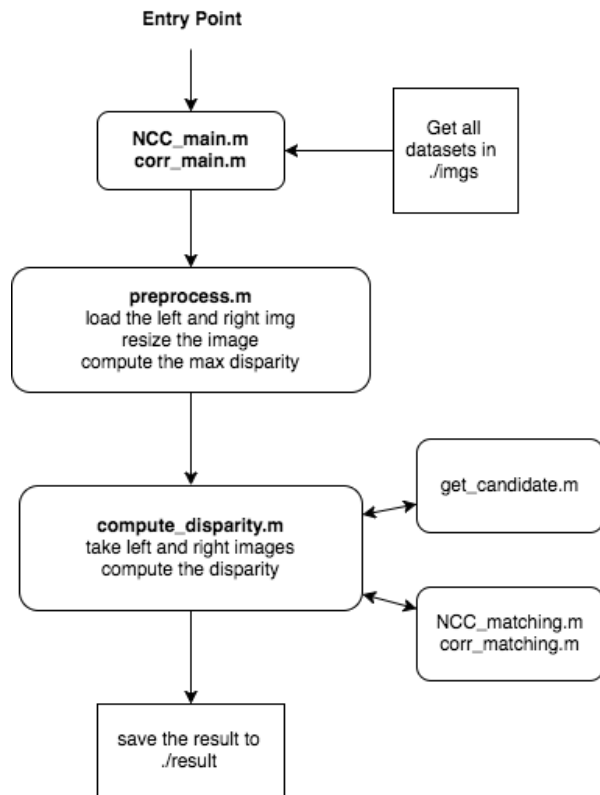 Entry Point
NCC_main.m
corr_main.m
Get all
datasets in
./imgs
preprocess.m
load the left and right img
resize the image
compute the max disparity
compute_disparity.m
take left and right images
compute the disparity
get_candidate.m
NCC_matching.m
corr_matching.m
save the result to
./result